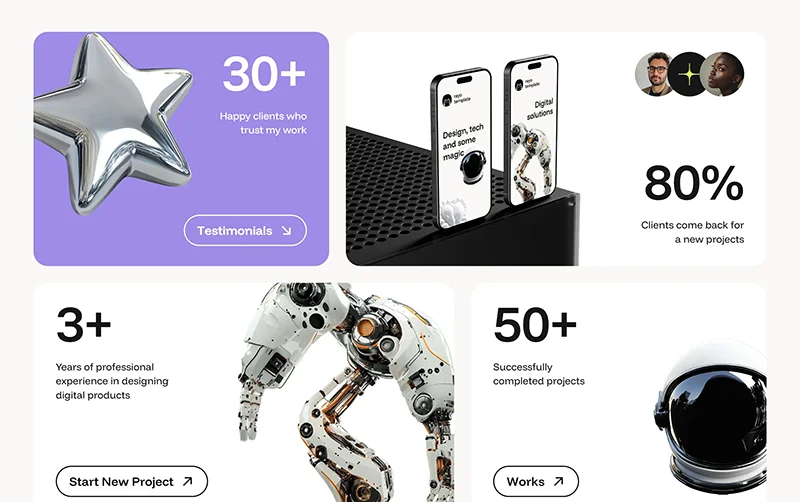 30+
Happy clients who
trust my work
Testimonials
rayo
template
Design, tech
and some
magic
rayo
template
Digital
solutions
80%
Clients come back for
a new projects
3+
Years of professional
experience in designing
digital products
Start New Project
50+
Successfully
completed projects
Works